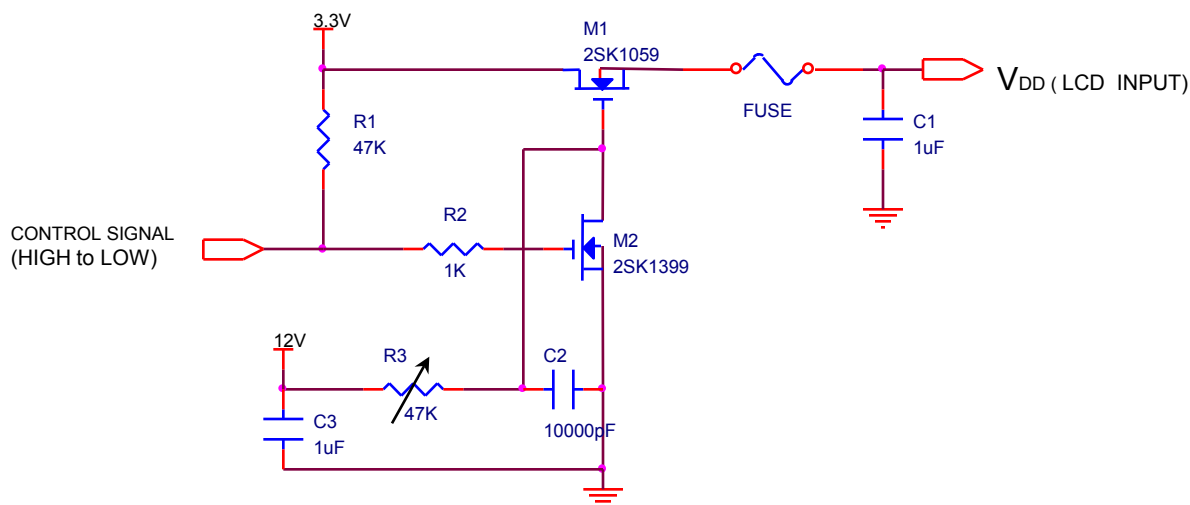 3.3V
M1
2SK1059
FUSE
VDD ( LCD INPUT)
R1
47K
C1
1uF
CONTROL SIGNAL
(HIGH to LOW)
R2
1K
M2
2SK1399
12V
R3
47K
C2
10000pF
C3
1uF